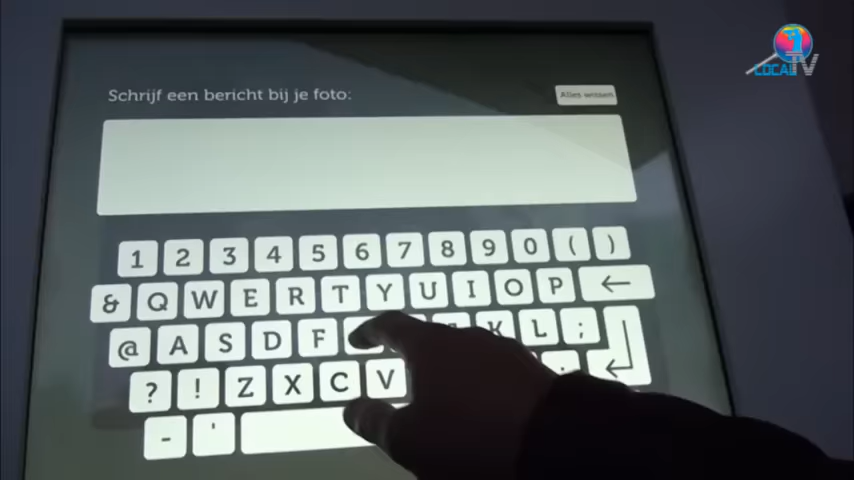 1
LOCAL TV
Schrijf een bericht bij je foto:
Alles wissen
1 2 3 4 5 6 7 8 9 0 ( )
& Q W E R T Y U I O P ←
@ A S D F K L ;
? ! Z X C V .
- '